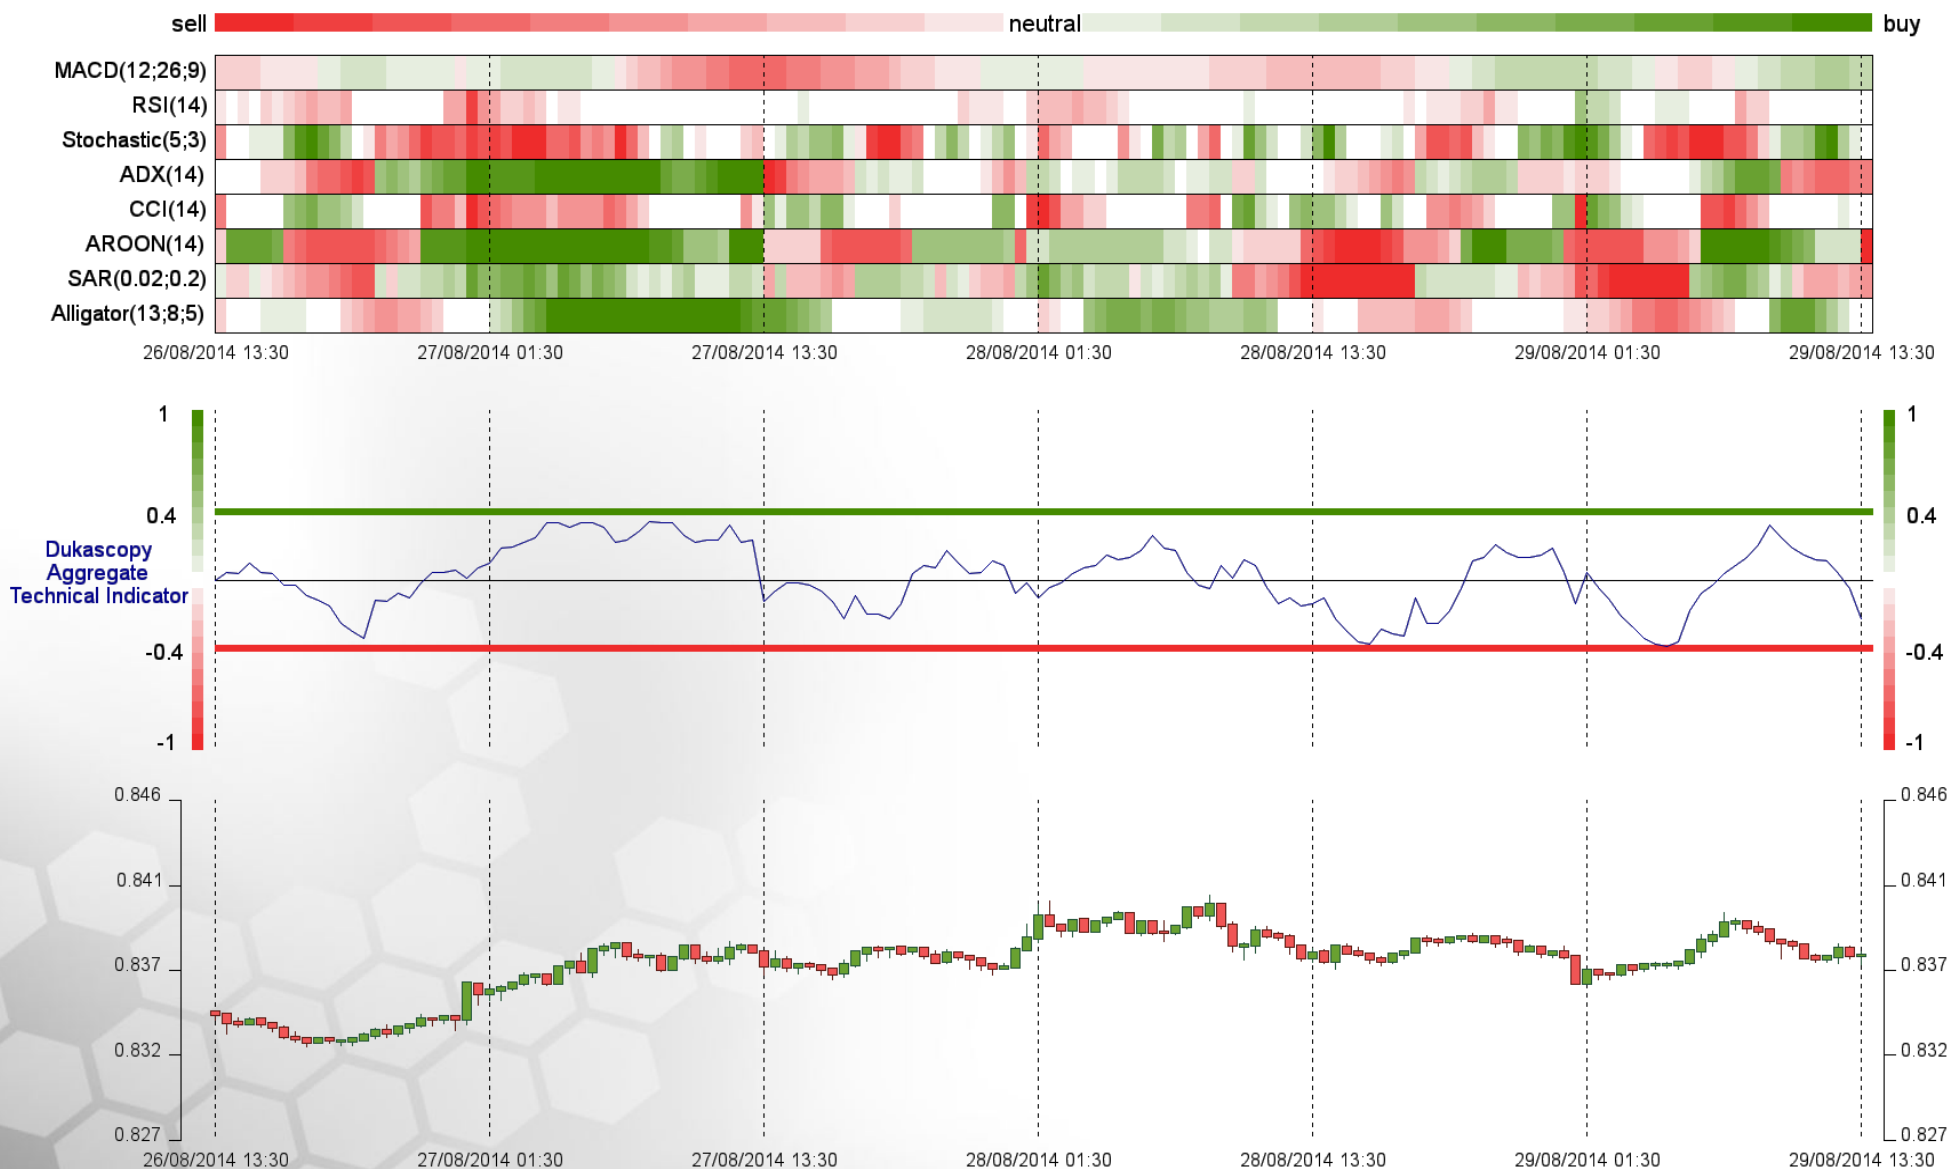 sell neutral buy
MACD(12;26;9)
RSI(14)
Stochastic(5;3)
ADX(14)
CCI(14)
AROON(14)
SAR(0.02;0.2)
Alligator(13;8;5)
26/08/2014 13:30 27/08/2014 01:30 27/08/2014 13:30 28/08/2014 01:30 28/08/2014 13:30 29/08/2014 01:30 29/08/2014 13:30
1 1
0.4 0.4
Dukascopy
Aggregate
Technical Indicator
-0.4 -0.4
-1 -1
0.846 0.846
0.841 0.841
0.837 0.837
0.832 0.832
0.827 0.827
26/08/2014 13:30 27/08/2014 01:30 27/08/2014 13:30 28/08/2014 01:30 28/08/2014 13:30 29/08/2014 01:30 29/08/2014 13:30